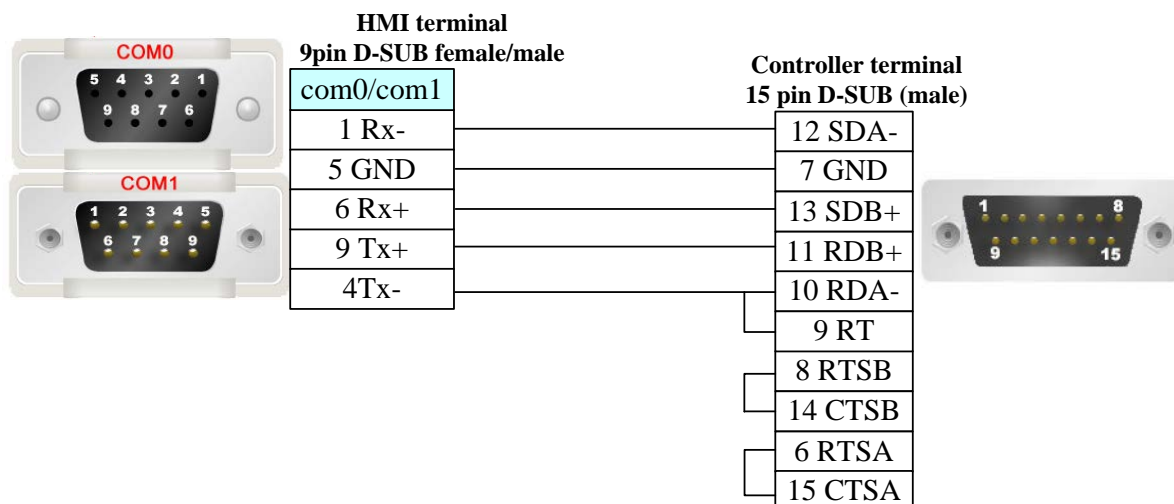 HMI terminal
9pin D-SUB female/male
COM0
5 4 3 2 1
9 8 7 6
COM1
1 2 3 4 5
6 7 8 9
com0/com1
1 Rx-
5 GND
6 Rx+
9 Tx+
4Tx-
Controller terminal
15 pin D-SUB (male)
12 SDA-
7 GND
13 SDB+
11 RDB+
10 RDA-
9 RT
8 RTSB
14 CTSB
6 RTSA
15 CTSA
1 8
9 15